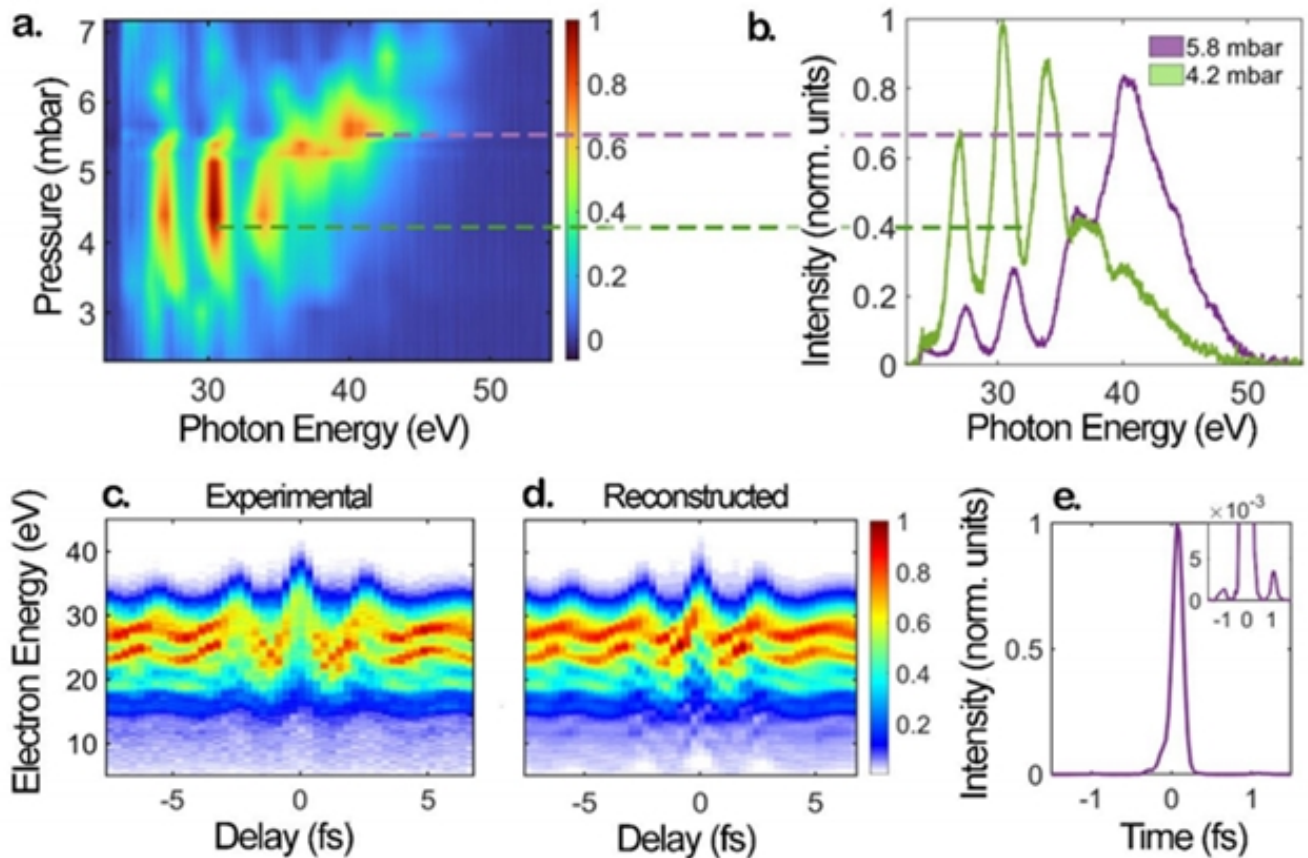 a.
7
6
5
4
3
Pressure (mbar)
30 40 50
Photon Energy (eV)
1
0.8
0.6
0.4
0.2
0
b.
5.8 mbar
4.2 mbar
1
0.8
0.6
0.4
0.2
0
Intensity (norm. units)
30 40 50
Photon Energy (eV)
c. Experimental
Electron Energy (eV)
40
30
20
10
-5 0 5
Delay (fs)
d. Reconstructed
1
0.8
0.6
0.4
0.2
-5 0 5
Delay (fs)
e.
Intensity (norm. units)
1
0.5
0
× 10⁻³
5
0
-1 0 1
-1 0 1
Time (fs)